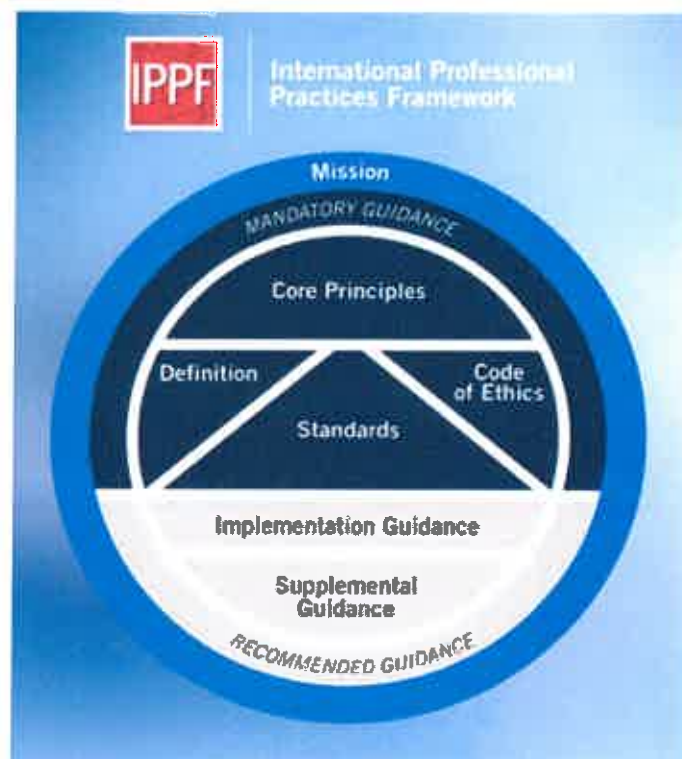 IPPF
International Professional
Practices Framework
Mission
MANDATORY GUIDANCE
Core Principles
Definition
Code
of Ethics
Standards
Implementation Guidance
Supplemental
Guidance
RECOMMENDED GUIDANCE